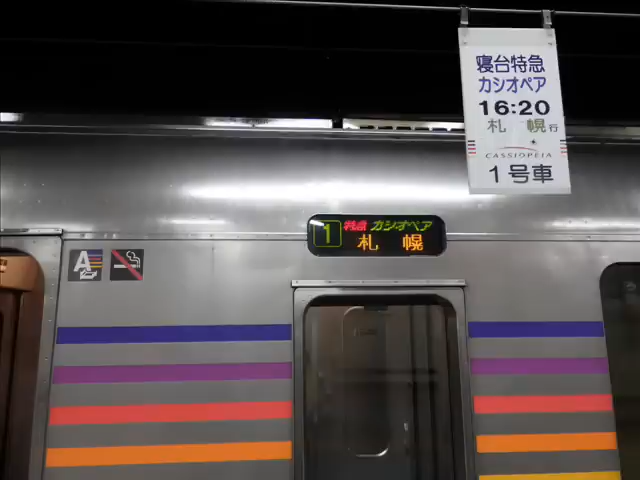 寝台特急
カシオペア
16:20
札 幌行
CASSIOPEIA
1号車
1 特急 カシオペア
札 幌
A